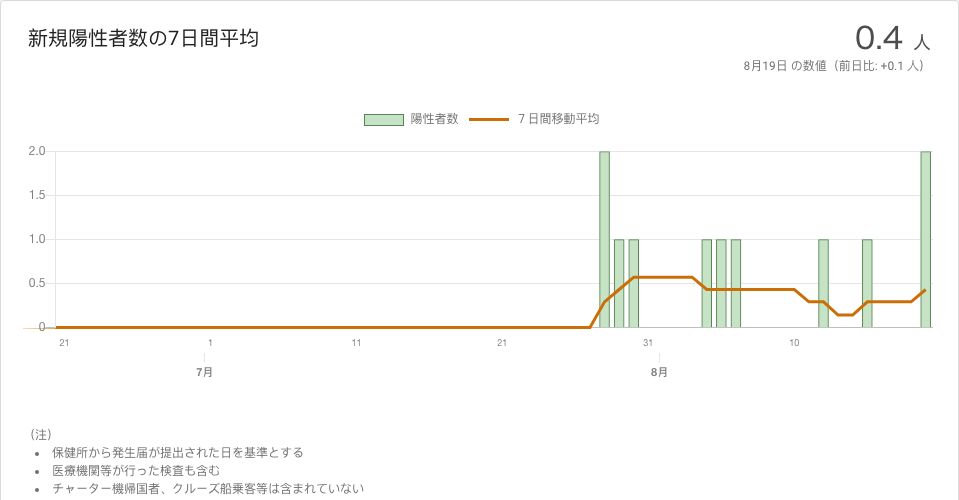 新規陽性者数の7日間平均
0.4 人
8月19日 の数値（前日比: +0.1 人）
陽性者数 7 日間移動平均
2.0
1.5
1.0
0.5
0
21 1 11 21 31 10
7月 8月
（注）
• 保健所から発生届が提出された日を基準とする
• 医療機関等が行った検査も含む
• チャーター機帰国者、クルーズ船乗客等は含まれていない